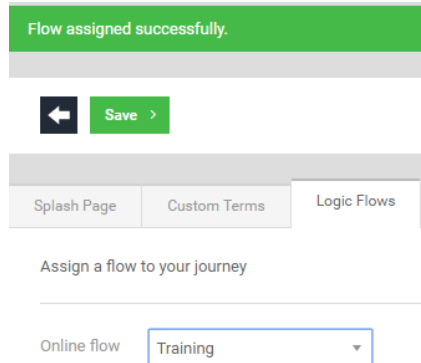 Flow assigned successfully.
Save
Splash Page Custom Terms Logic Flows
Assign a flow to your journey
Online flow Training